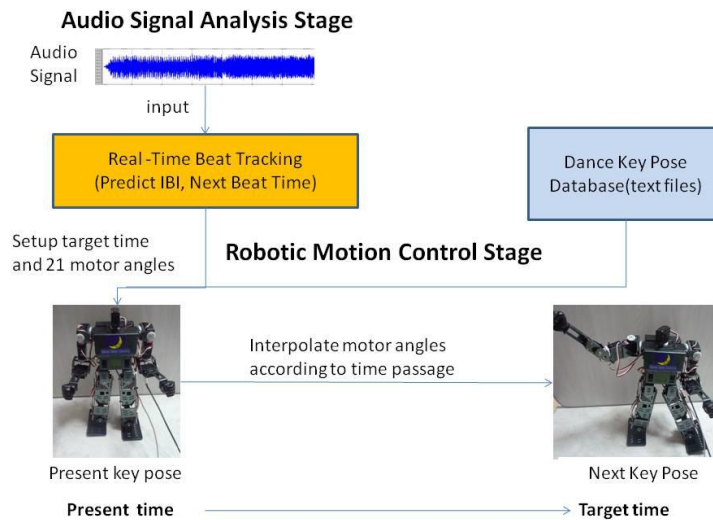 Audio Signal Analysis Stage
Audio
Signal
input
Real -Time Beat Tracking
(Predict IBI, Next Beat Time)
Dance Key Pose
Database(text files)
Setup target time
and 21 motor angles
Robotic Motion Control Stage
Interpolate motor angles
according to time passage
Present key pose
Next Key Pose
Present time
Target time